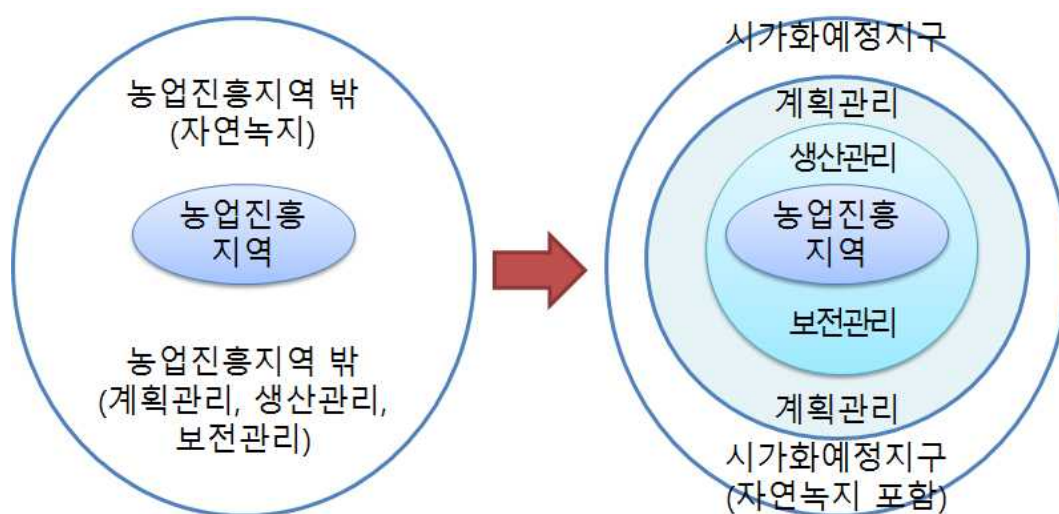 농업진흥지역 밖
(자연녹지)
농업진흥
지역
농업진흥지역 밖
(계획관리, 생산관리,
보전관리)
시가화예정지구
계획관리
생산관리
농업진흥
지역
보전관리
계획관리
시가화예정지구
(자연녹지 포함)